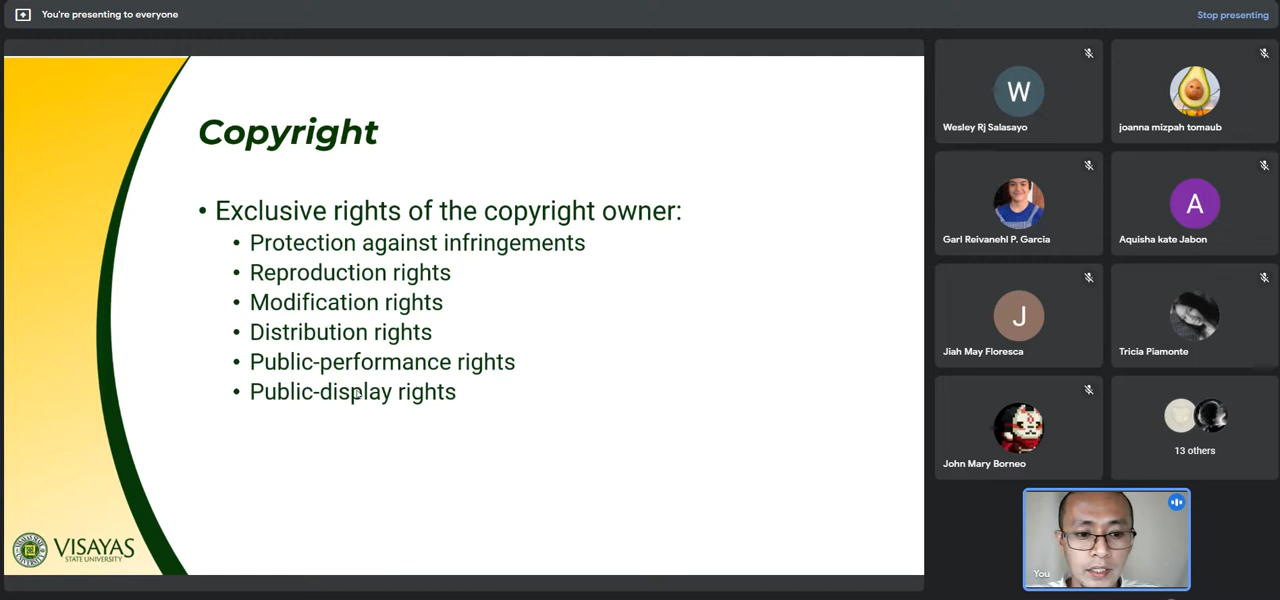 You're presenting to everyone
Stop presenting
Copyright
• Exclusive rights of the copyright owner:
• Protection against infringements
• Reproduction rights
• Modification rights
• Distribution rights
• Public-performance rights
• Public-display rights
VISAYAS
STATE UNIVERSITY
W
Wesley Rj Salasayo
joanna mizpah tomaub
Garl Reivanehl P. Garcia
A
Aquisha kate Jabon
J
Jiah May Floresca
Tricia Piamonte
John Mary Borneo
13 others
You